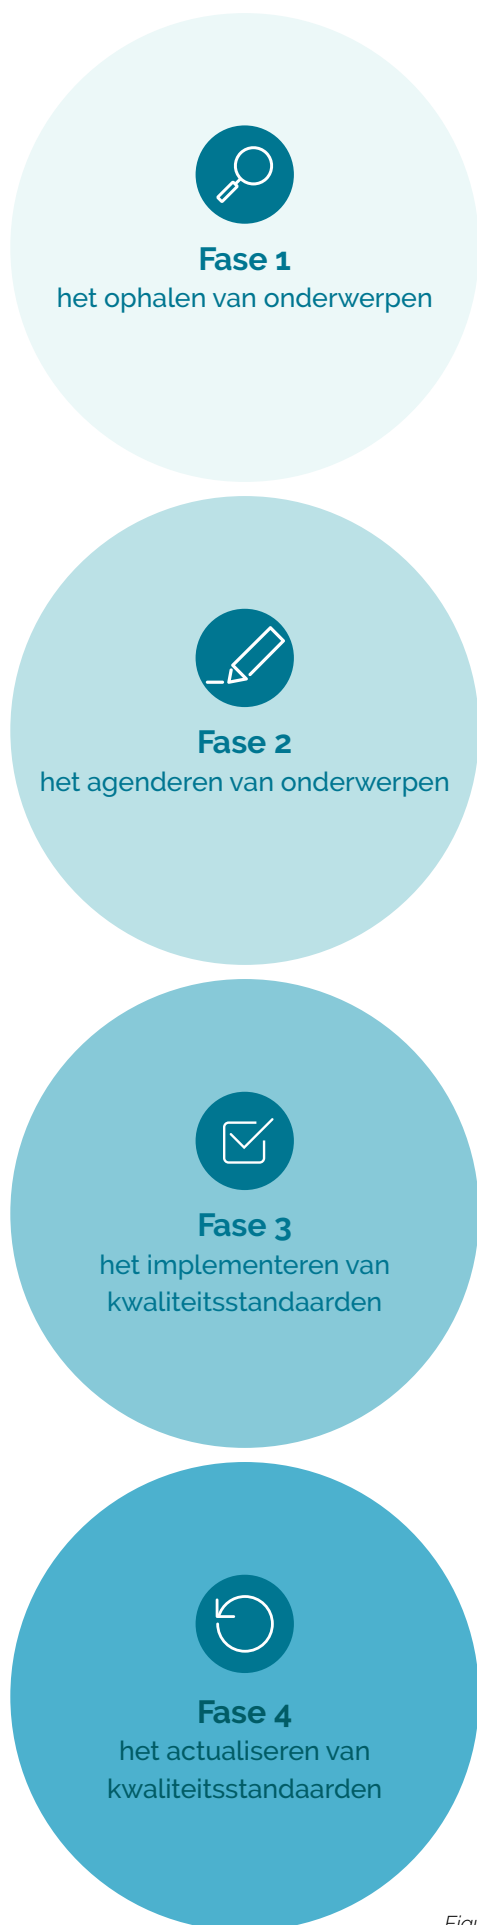 Fase 1
het ophalen van onderwerpen
Fase 2
het agenderen van onderwerpen
Fase 3
het implementeren van
kwaliteitsstandaarden
Fase 4
het actualiseren van
kwaliteitsstandaarden